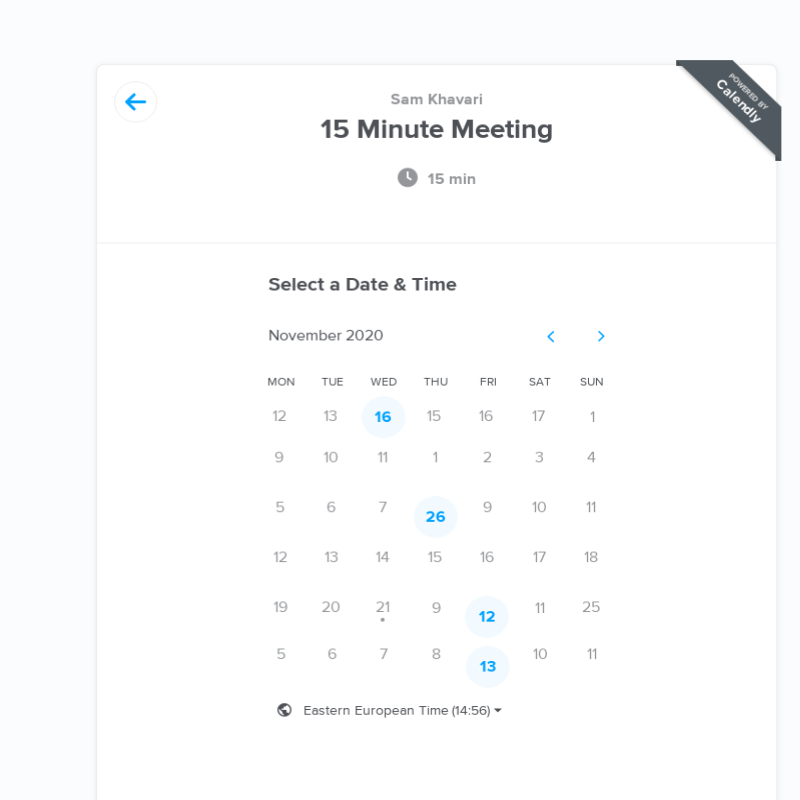 POWERED BY
Calendly
Sam Khavari
15 Minute Meeting
15 min
Select a Date & Time
November 2020
MON TUE WED THU FRI SAT SUN
12 13 16 15 16 17 1
9 10 11 1 2 3 4
5 6 7 26 9 10 11
12 13 14 15 16 17 18
19 20 21 9 12 11 25
5 6 7 8 13 10 11
Eastern European Time (14:56)